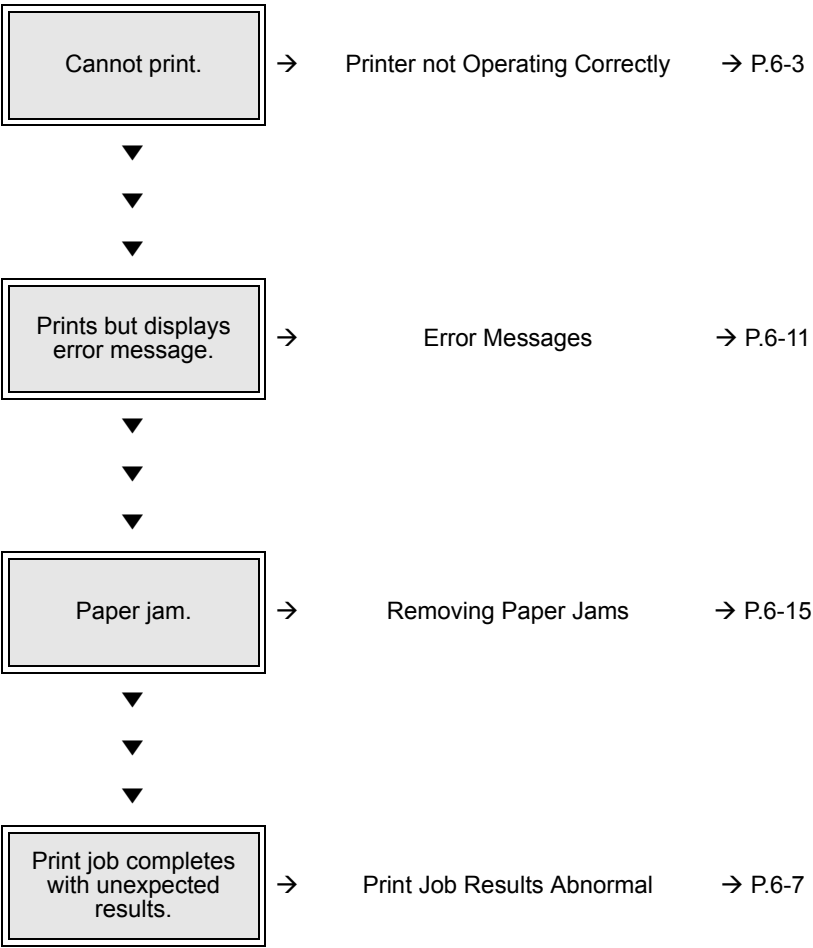 Cannot print. → Printer not Operating Correctly → P.6-3
Prints but displays
error message. → Error Messages → P.6-11
Paper jam. → Removing Paper Jams → P.6-15
Print job completes
with unexpected
results. → Print Job Results Abnormal → P.6-7